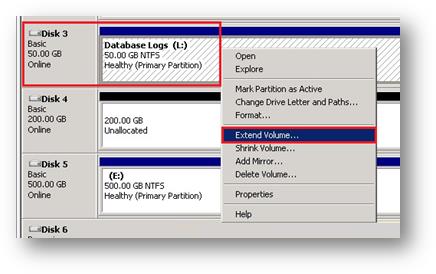 Disk 3
Basic
50.00 GB
Online
Database Logs (L:)
50.00 GB NTFS
Healthy (Primary Partition)
Disk 4
Basic
200.00 GB
Online
200.00 GB
Unallocated
Disk 5
Basic
500.00 GB
Online
(E:)
500.00 GB NTFS
Healthy (Primary Partition)
Disk 6
Open
Explore
Mark Partition as Active
Change Drive Letter and Paths...
Format...
Extend Volume...
Shrink Volume...
Add Mirror...
Delete Volume...
Properties
Help